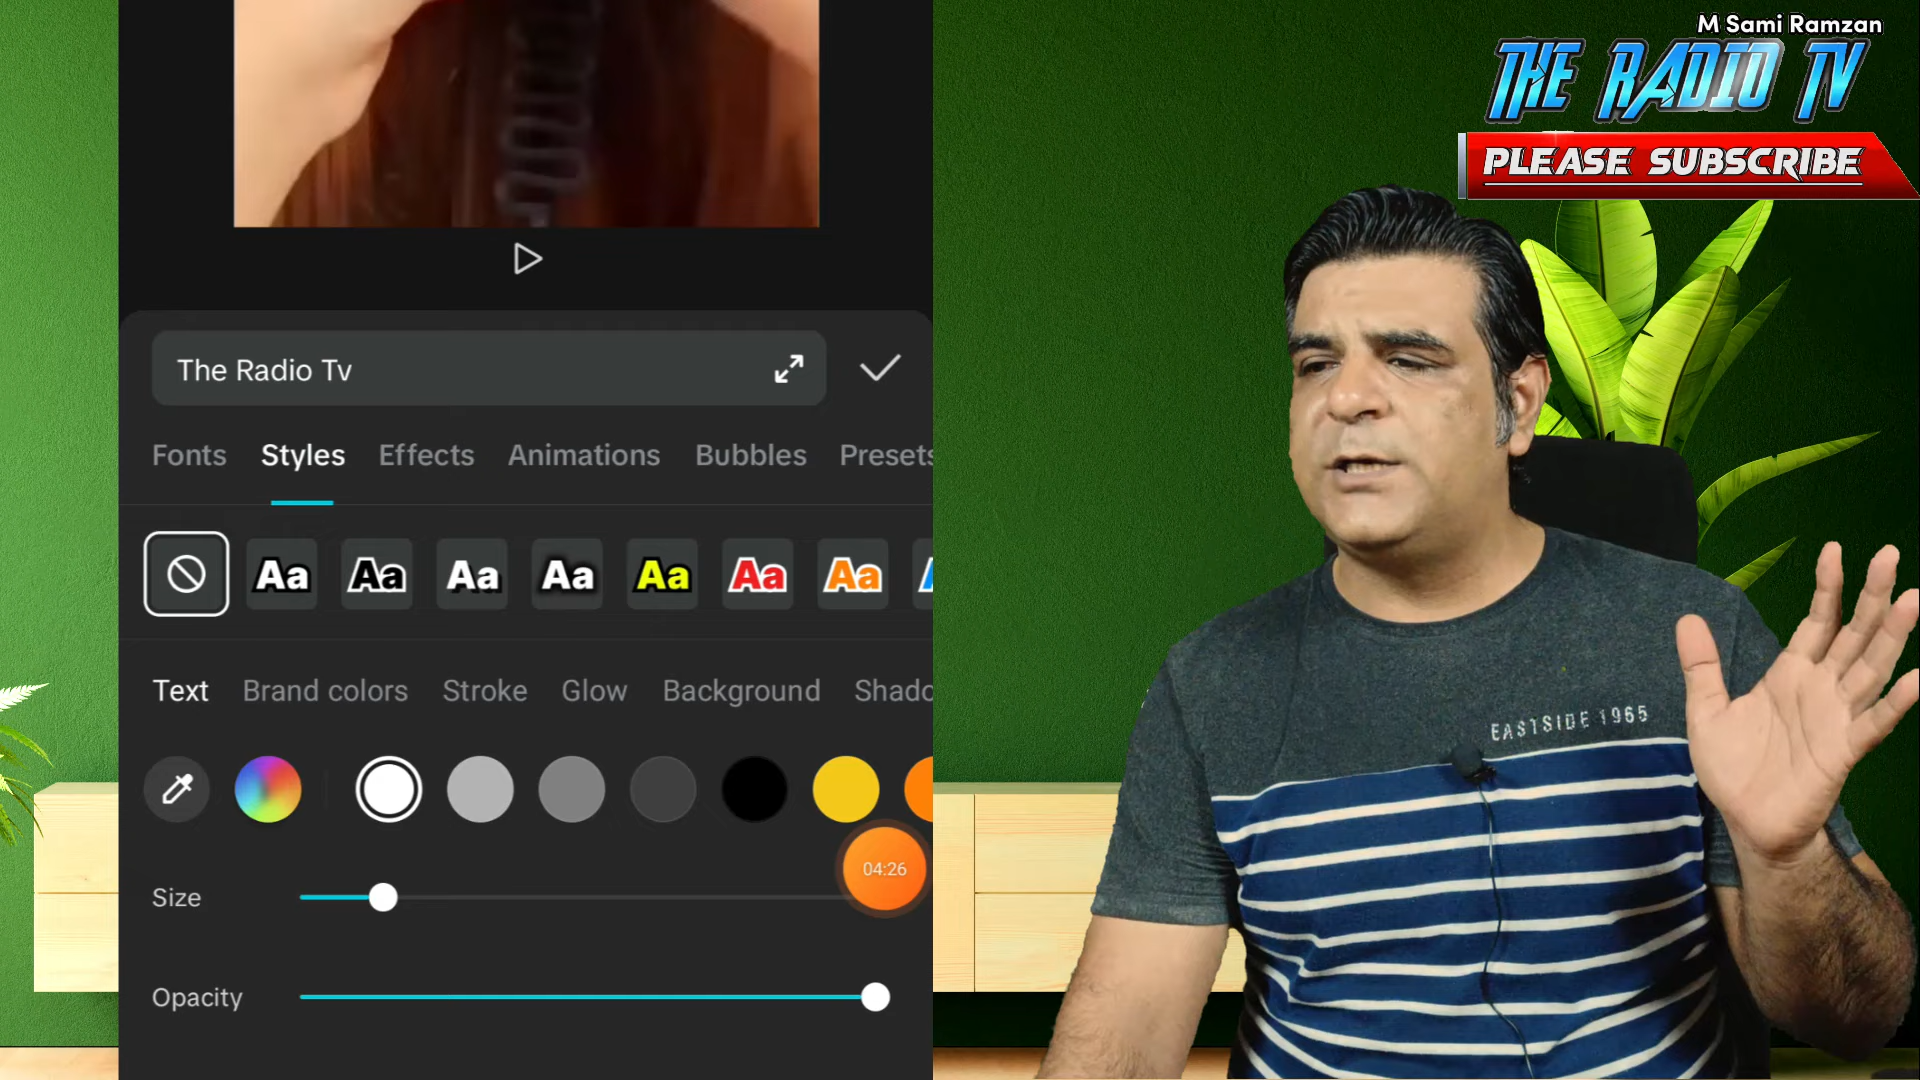 M Sami Ramzan
THE RADIO TV
PLEASE SUBSCRIBE
The Radio Tv
Fonts Styles Effects Animations Bubbles Presets
Aa Aa Aa Aa Aa Aa Aa
Text Brand colors Stroke Glow Background Shado
04:26
Size
Opacity
EASTSIDE 1965